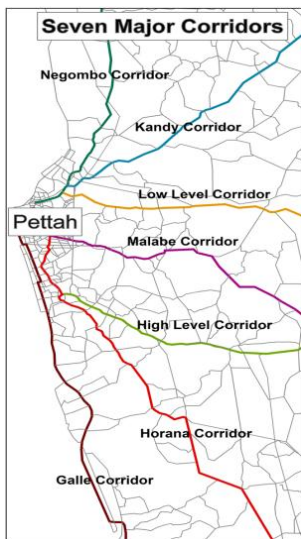 Seven Major Corridors
Negombo Corridor
Kandy Corridor
Low Level Corridor
Pettah
Malabe Corridor
High Level Corridor
Horana Corridor
Galle Corridor